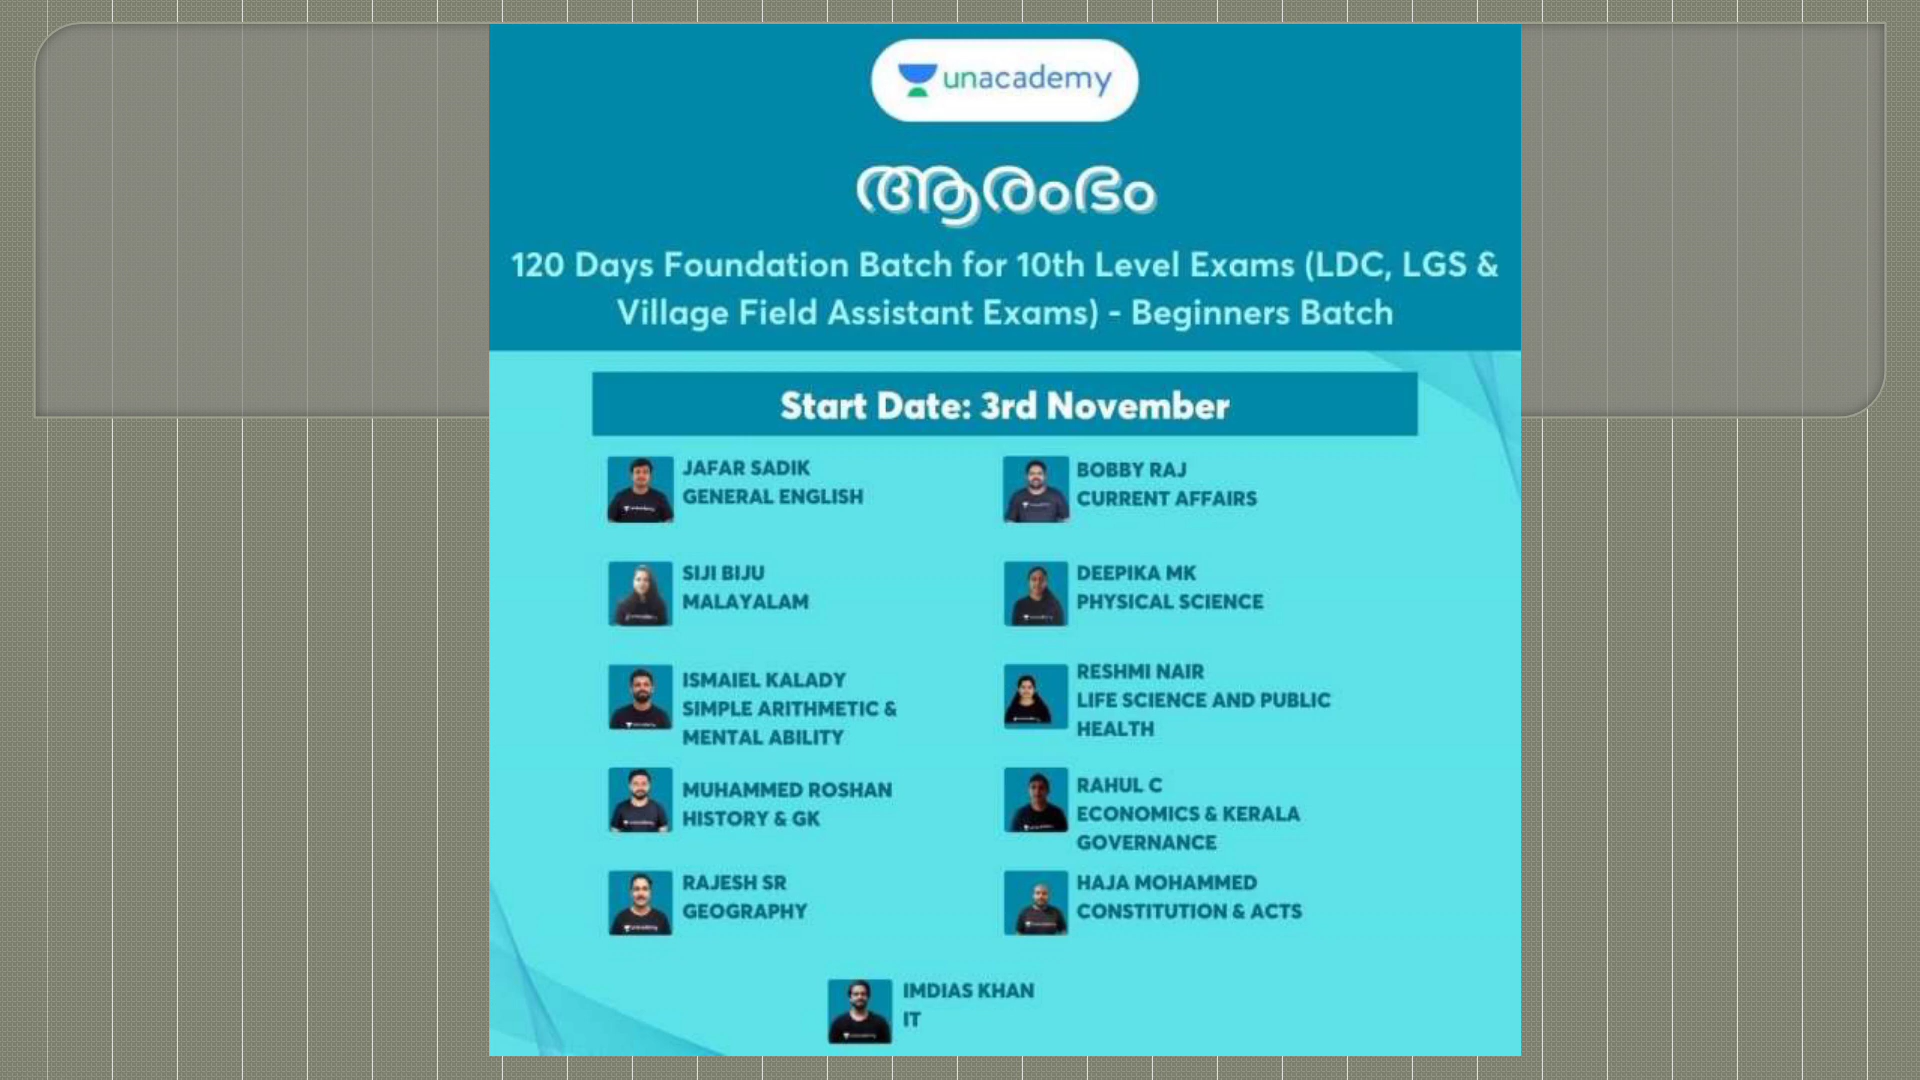 unacademy
ആരംഭം
120 Days Foundation Batch for 10th Level Exams (LDC, LGS &
Village Field Assistant Exams) - Beginners Batch
Start Date: 3rd November
JAFAR SADIK
GENERAL ENGLISH
BOBBY RAJ
CURRENT AFFAIRS
SIJI BIJU
MALAYALAM
DEEPIKA MK
PHYSICAL SCIENCE
ISMAIEL KALADY
SIMPLE ARITHMETIC &
MENTAL ABILITY
RESHMI NAIR
LIFE SCIENCE AND PUBLIC
HEALTH
MUHAMMED ROSHAN
HISTORY & GK
RAHUL C
ECONOMICS & KERALA
GOVERNANCE
RAJESH SR
GEOGRAPHY
HAJA MOHAMMED
CONSTITUTION & ACTS
IMDIAS KHAN
IT